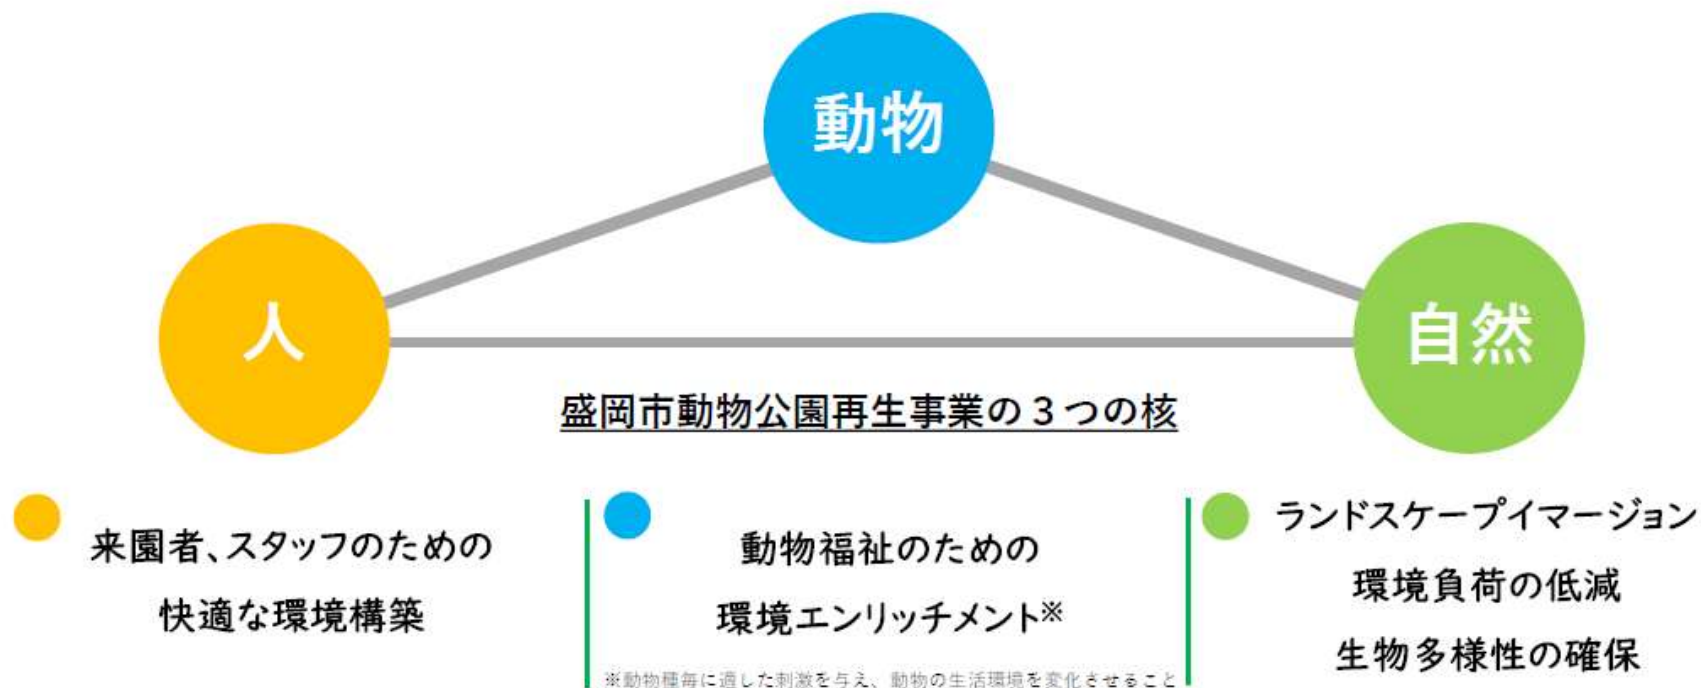 動物
人
自然
盛岡市動物公園再生事業の3つの核
来園者、スタッフのための
快適な環境構築
動物福祉のための
環境エンリッチメント※
※動物種毎に適した刺激を与え、動物の生活環境を変化させること
ランドスケープイマージョン
環境負荷の低減
生物多様性の確保